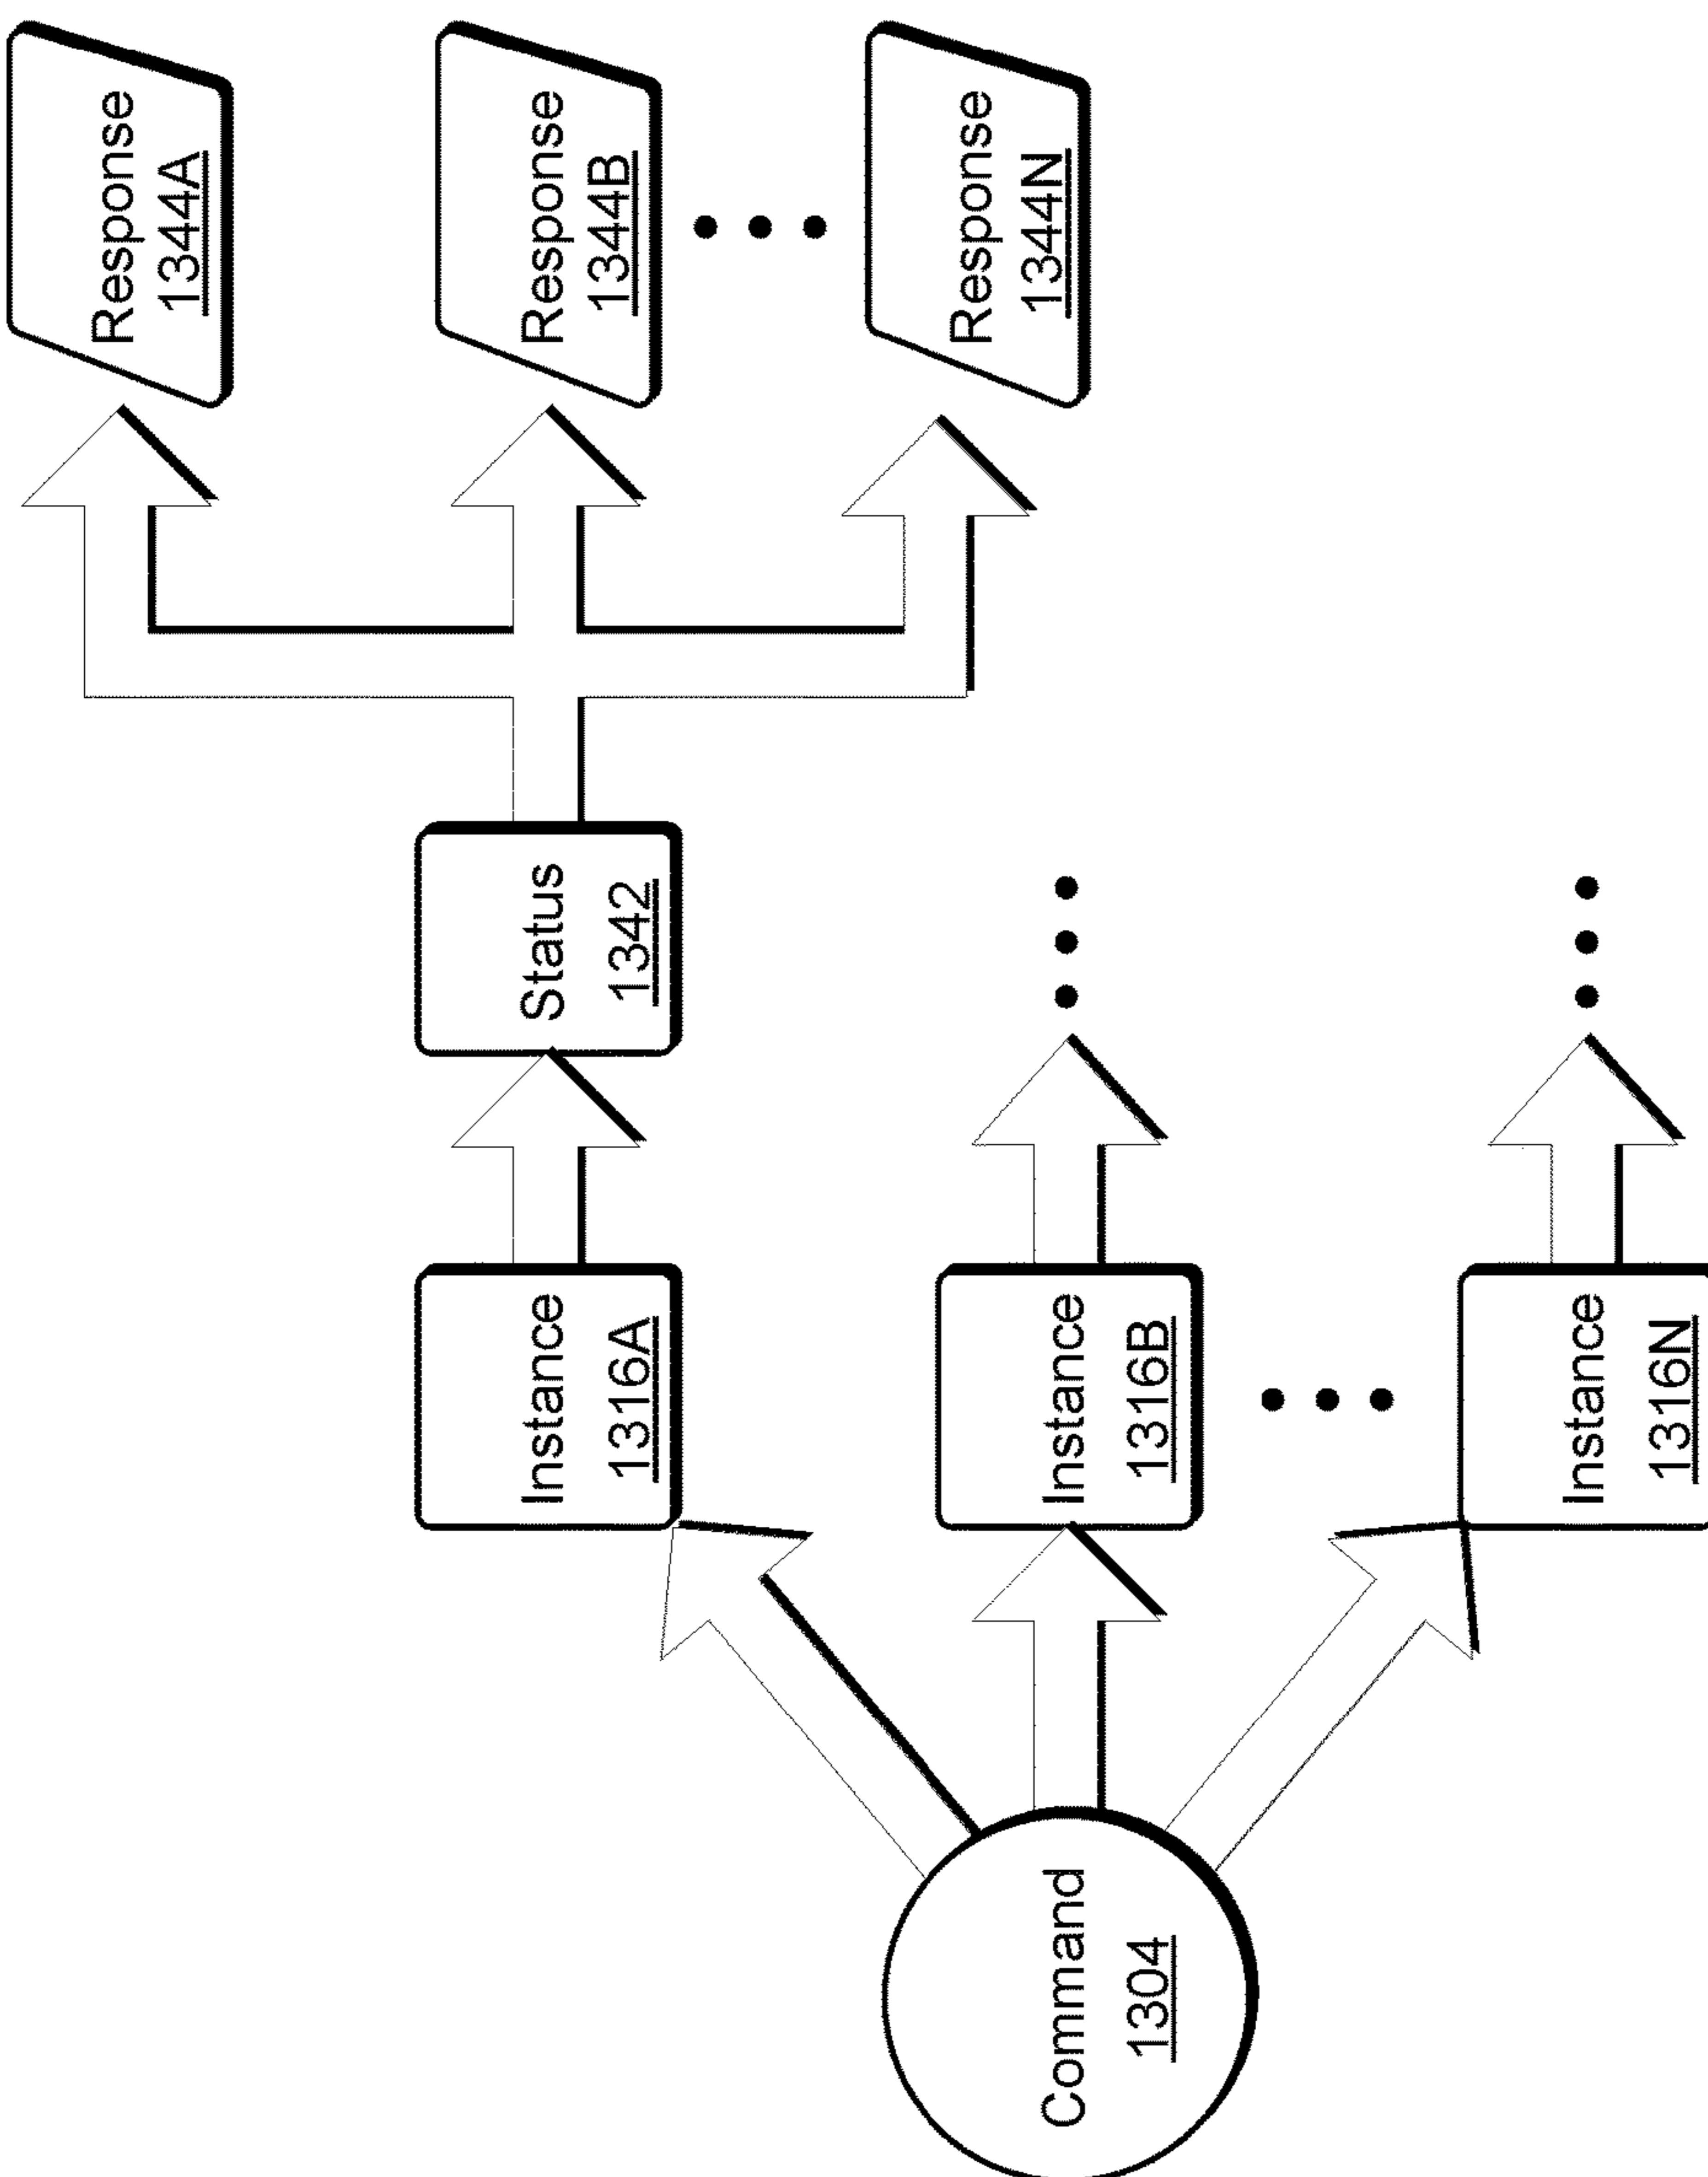 Command
1304
Instance
1316A
Instance
1316B
Instance
1316N
Status
1342
Response
1344A
Response
1344B
Response
1344N